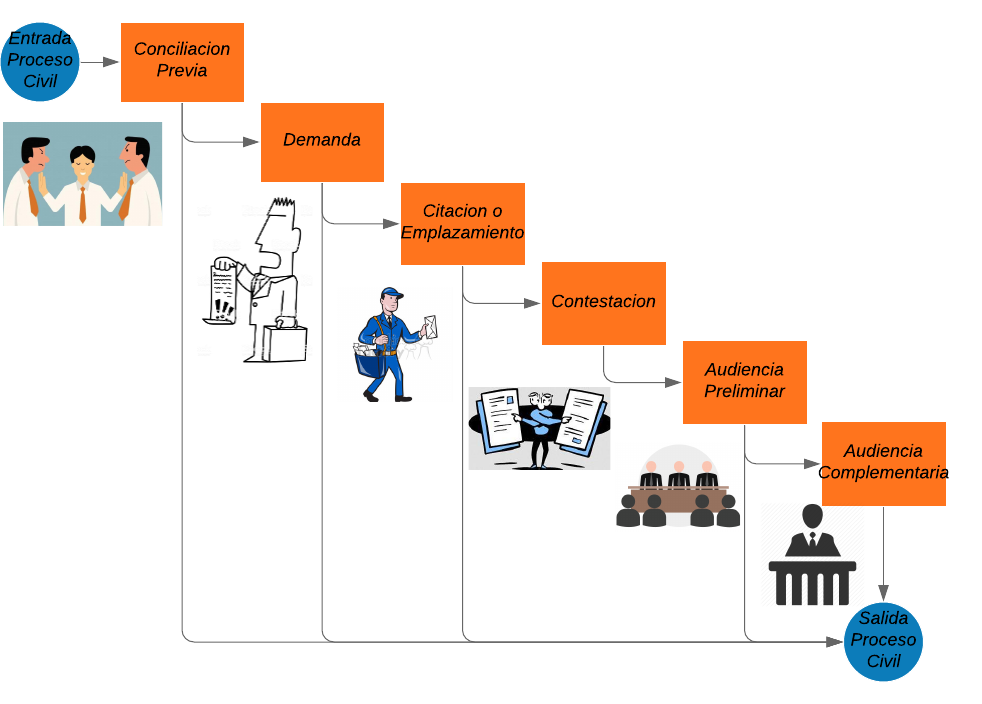 Entrada
Proceso
Civil
Conciliacion
Previa
Demanda
Citacion o
Emplazamiento
Contestacion
Audiencia
Preliminar
Audiencia
Complementaria
Salida
Proceso
Civil